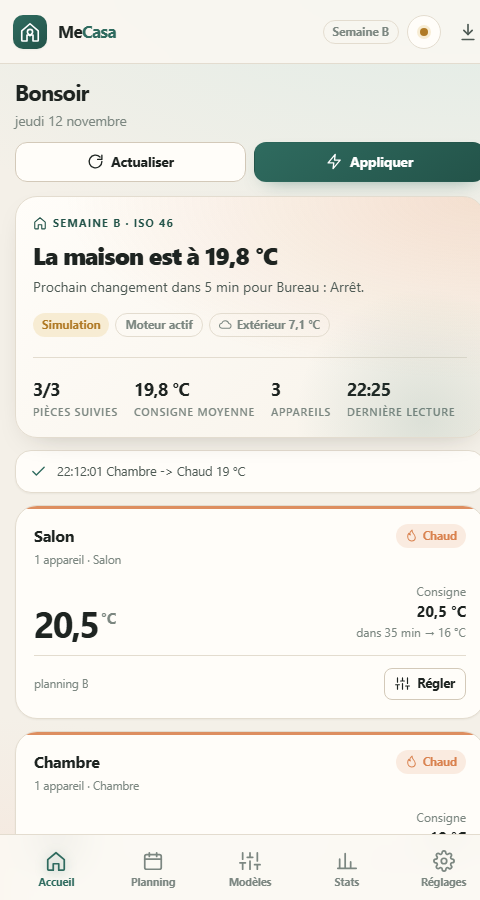 MeCasa
Semaine B
Bonsoir
jeudi 12 novembre
Actualiser
Appliquer
SEMAINE B · ISO 46
La maison est à 19,8 °C
Prochain changement dans 5 min pour Bureau : Arrêt.
Simulation
Moteur actif
Extérieur 7,1 °C
3/3
19,8 °C
3
22:25
PIÈCES SUIVIES
CONSIGNE MOYENNE
APPAREILS
DERNIÈRE LECTURE
22:12:01 Chambre -> Chaud 19 °C
Salon
Chaud
1 appareil · Salon
Consigne
20,5 °C
20,5 °C
dans 35 min → 16 °C
planning B
Régler
Chambre
Chaud
1 appareil · Chambre
Consigne
Accueil
Planning
Modèles
Stats
Réglages